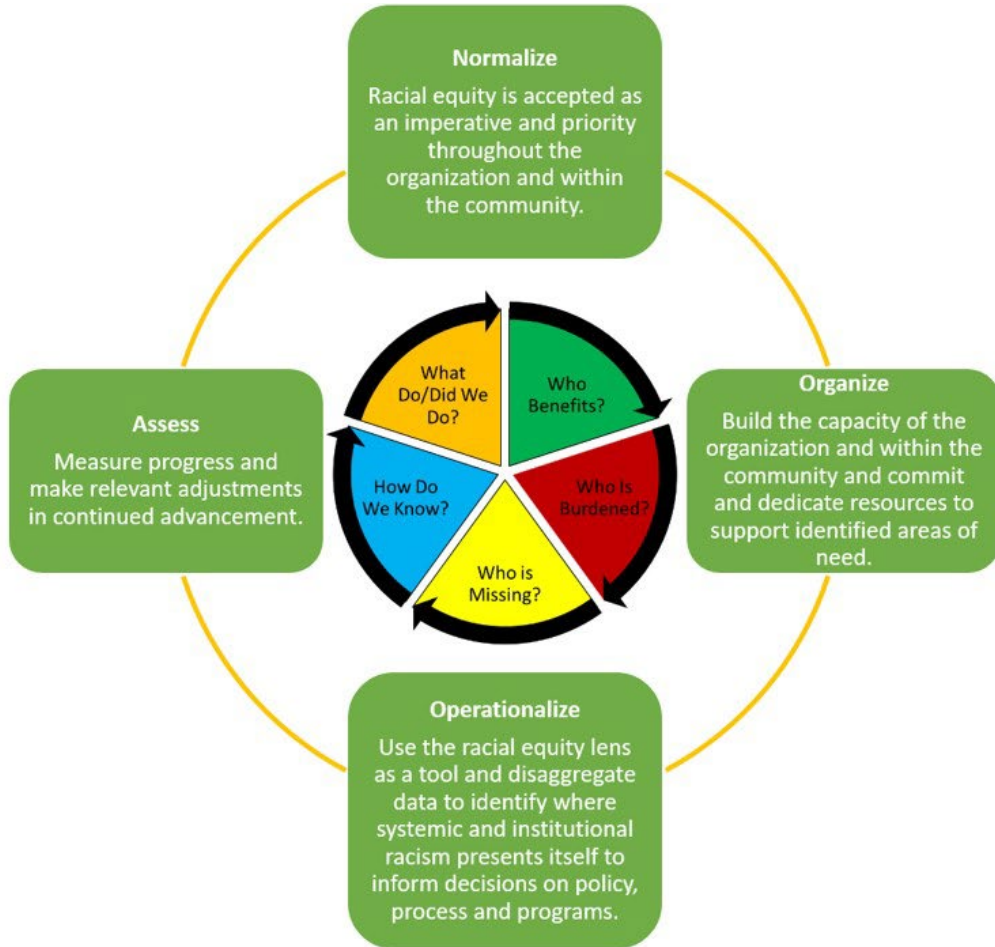 Normalize
Racial equity is accepted as
an imperative and priority
throughout the
organization and within
the community.
What
Do/Did We
Do?
Who
Benefits?
Who Is
Burdened?
Who is
Missing?
How Do
We Know?
Assess
Measure progress and
make relevant adjustments
in continued advancement.
Organize
Build the capacity of the
organization and within the
community and commit
and dedicate resources to
support identified areas of
need.
Operationalize
Use the racial equity lens
as a tool and disaggregate
data to identify where
systemic and institutional
racism presents itself to
inform decisions on policy,
process and programs.